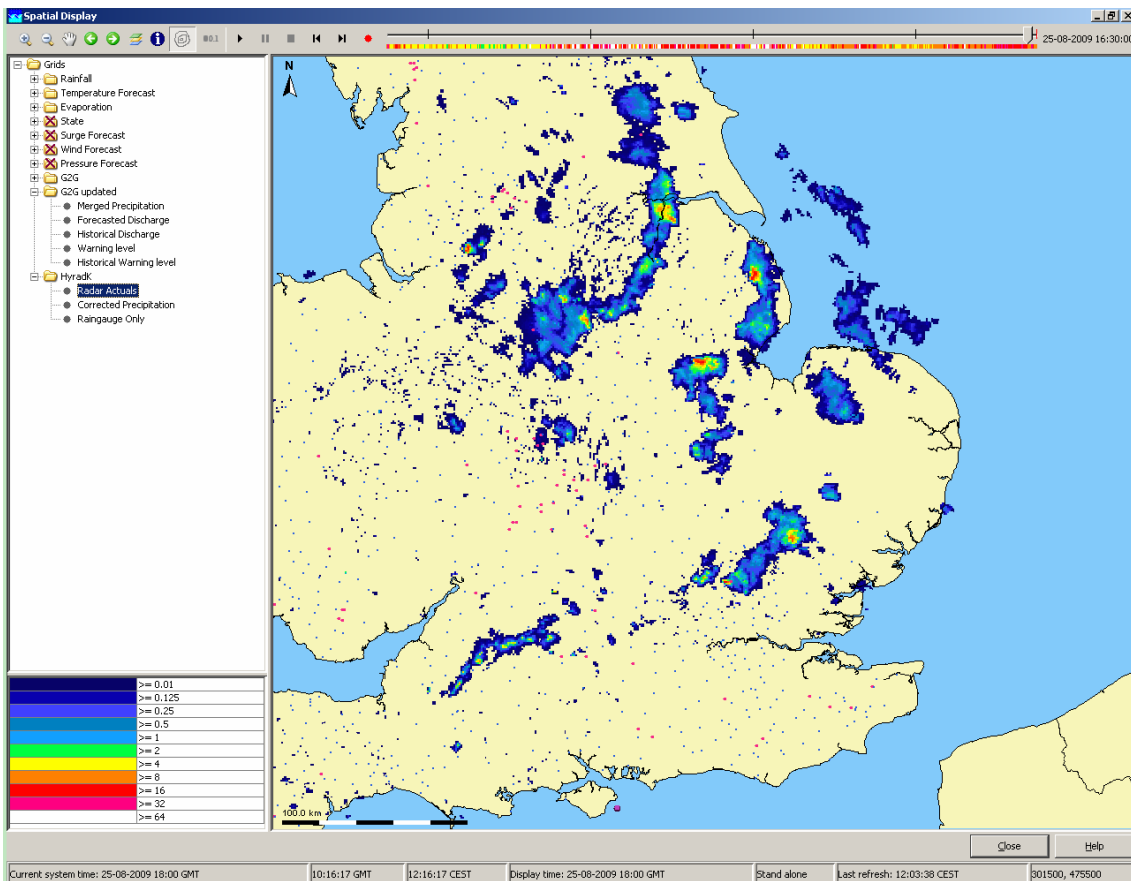 Spatial Display
0.1
25-08-2009 16:30:00
Grids
Rainfall
Temperature Forecast
Evaporation
State
Surge Forecast
Wind Forecast
Pressure Forecast
G2G
G2G updated
Merged Precipitation
Forecasted Discharge
Historical Discharge
Warning level
Historical Warning level
HyradK
Radar Actuals
Corrected Precipitation
Raingauge Only
N
>= 0.01
>= 0.125
>= 0.25
>= 0.5
>= 1
>= 2
>= 4
>= 8
>= 16
>= 32
>= 64
100.0 km
Close Help
Current system time: 25-08-2009 18:00 GMT 10:16:17 GMT 12:16:17 CEST Display time: 25-08-2009 18:00 GMT Stand alone Last refresh: 12:03:38 CEST 301500, 475500